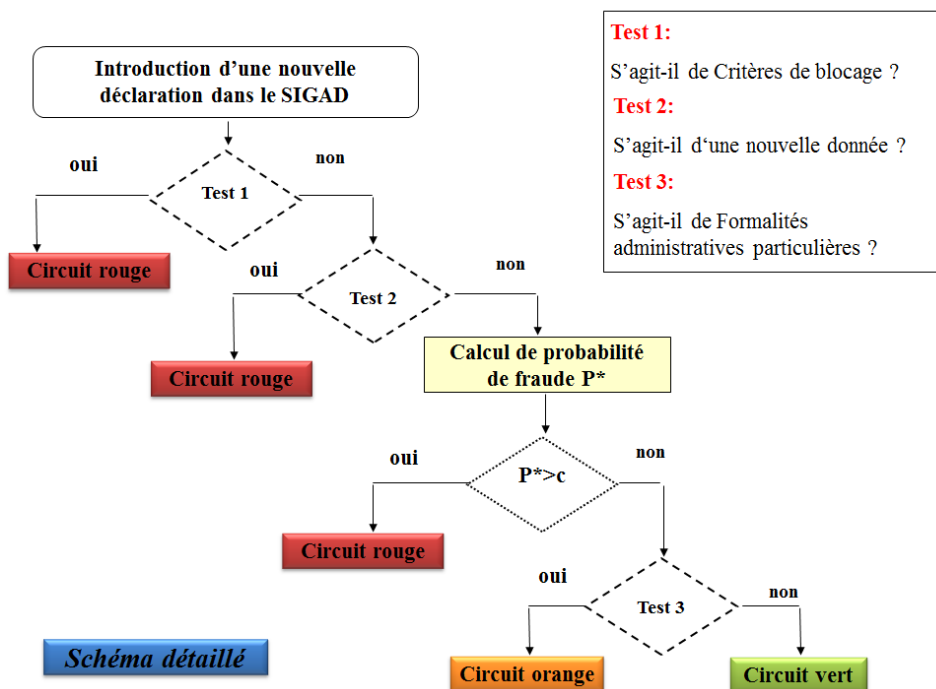 Introduction d’une nouvelle
déclaration dans le SIGAD
Test 1:
S’agit-il de Critères de blocage ?
Test 2:
S’agit-il d‘une nouvelle donnée ?
Test 3:
S’agit-il de Formalités
administratives particulières ?
oui
Test 1
non
Circuit rouge
oui
Test 2
non
Circuit rouge
Calcul de probabilité
de fraude P*
oui
P*>c
non
Circuit rouge
oui
Test 3
non
Schéma détaillé
Circuit orange
Circuit vert